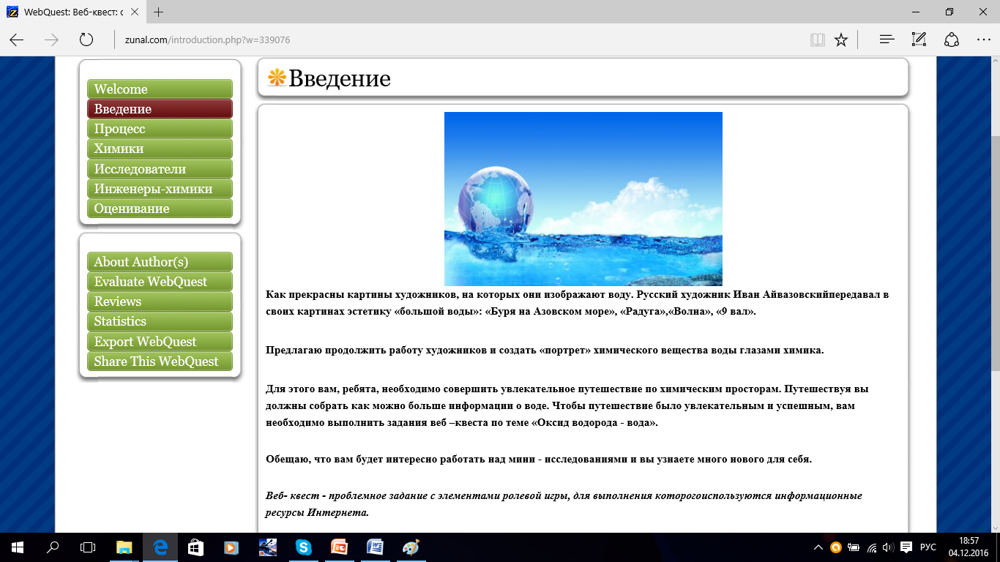 WebQuest: Веб-квест: с
zunal.com/introduction.php?w=339076
Welcome
Введение
Процесс
Химики
Исследователи
Инженеры-химики
Оценивание
About Author(s)
Evaluate WebQuest
Reviews
Statistics
Export WebQuest
Share This WebQuest
Введение
Как прекрасны картины художников, на которых они изображают воду. Русский художник Иван Айвазовскийпередавал в
своих картинах эстетику «большой воды»: «Буря на Азовском море», «Радуга»,«Волна», «9 вал».
Предлагаю продолжить работу художников и создать «портрет» химического вещества воды глазами химика.
Для этого вам, ребята, необходимо совершить увлекательное путешествие по химическим просторам. Путешествуя вы
должны собрать как можно больше информации о воде. Чтобы путешествие было увлекательным и успешным, вам
необходимо выполнить задания веб –квеста по теме «Оксид водорода - вода».
Обещаю, что вам будет интересно работать над мини - исследованиями и вы узнаете много нового для себя.
Веб- квест - проблемное задание с элементами ролевой игры, для выполнения которогоиспользуются информационные
ресурсы Интернета.
РУС
18:57
04.12.2016